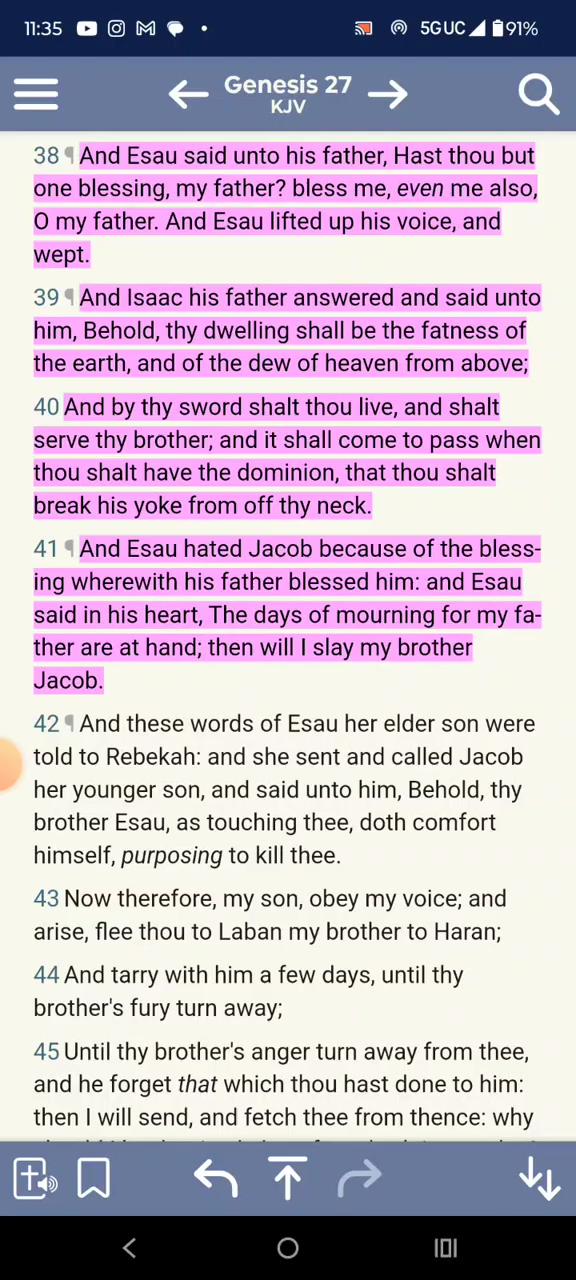 11:35 5G UC 91%
Genesis 27
KJV
38 ¶ And Esau said unto his father, Hast thou but
one blessing, my father? bless me, even me also,
O my father. And Esau lifted up his voice, and
wept.
39 ¶ And Isaac his father answered and said unto
him, Behold, thy dwelling shall be the fatness of
the earth, and of the dew of heaven from above;
40 And by thy sword shalt thou live, and shalt
serve thy brother; and it shall come to pass when
thou shalt have the dominion, that thou shalt
break his yoke from off thy neck.
41 ¶ And Esau hated Jacob because of the bless-
ing wherewith his father blessed him: and Esau
said in his heart, The days of mourning for my fa-
ther are at hand; then will I slay my brother
Jacob.
42 ¶ And these words of Esau her elder son were
told to Rebekah: and she sent and called Jacob
her younger son, and said unto him, Behold, thy
brother Esau, as touching thee, doth comfort
himself, purposing to kill thee.
43 Now therefore, my son, obey my voice; and
arise, flee thou to Laban my brother to Haran;
44 And tarry with him a few days, until thy
brother's fury turn away;
45 Until thy brother's anger turn away from thee,
and he forget that which thou hast done to him:
then I will send, and fetch thee from thence: why